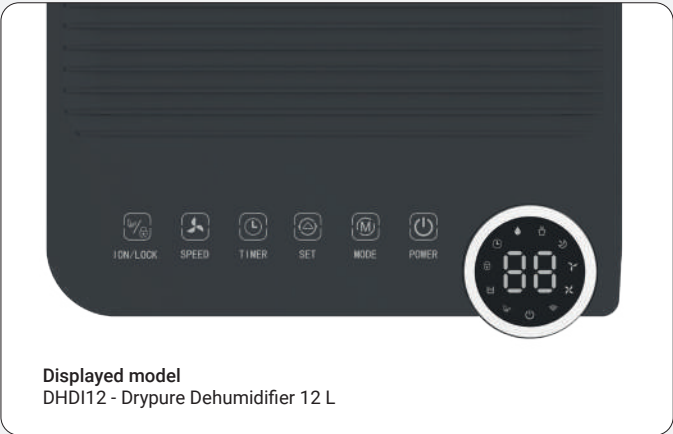 ION/LOCK SPEED TIMER SET MODE POWER
88
Displayed model
DHDI12 - Drypure Dehumidifier 12 L